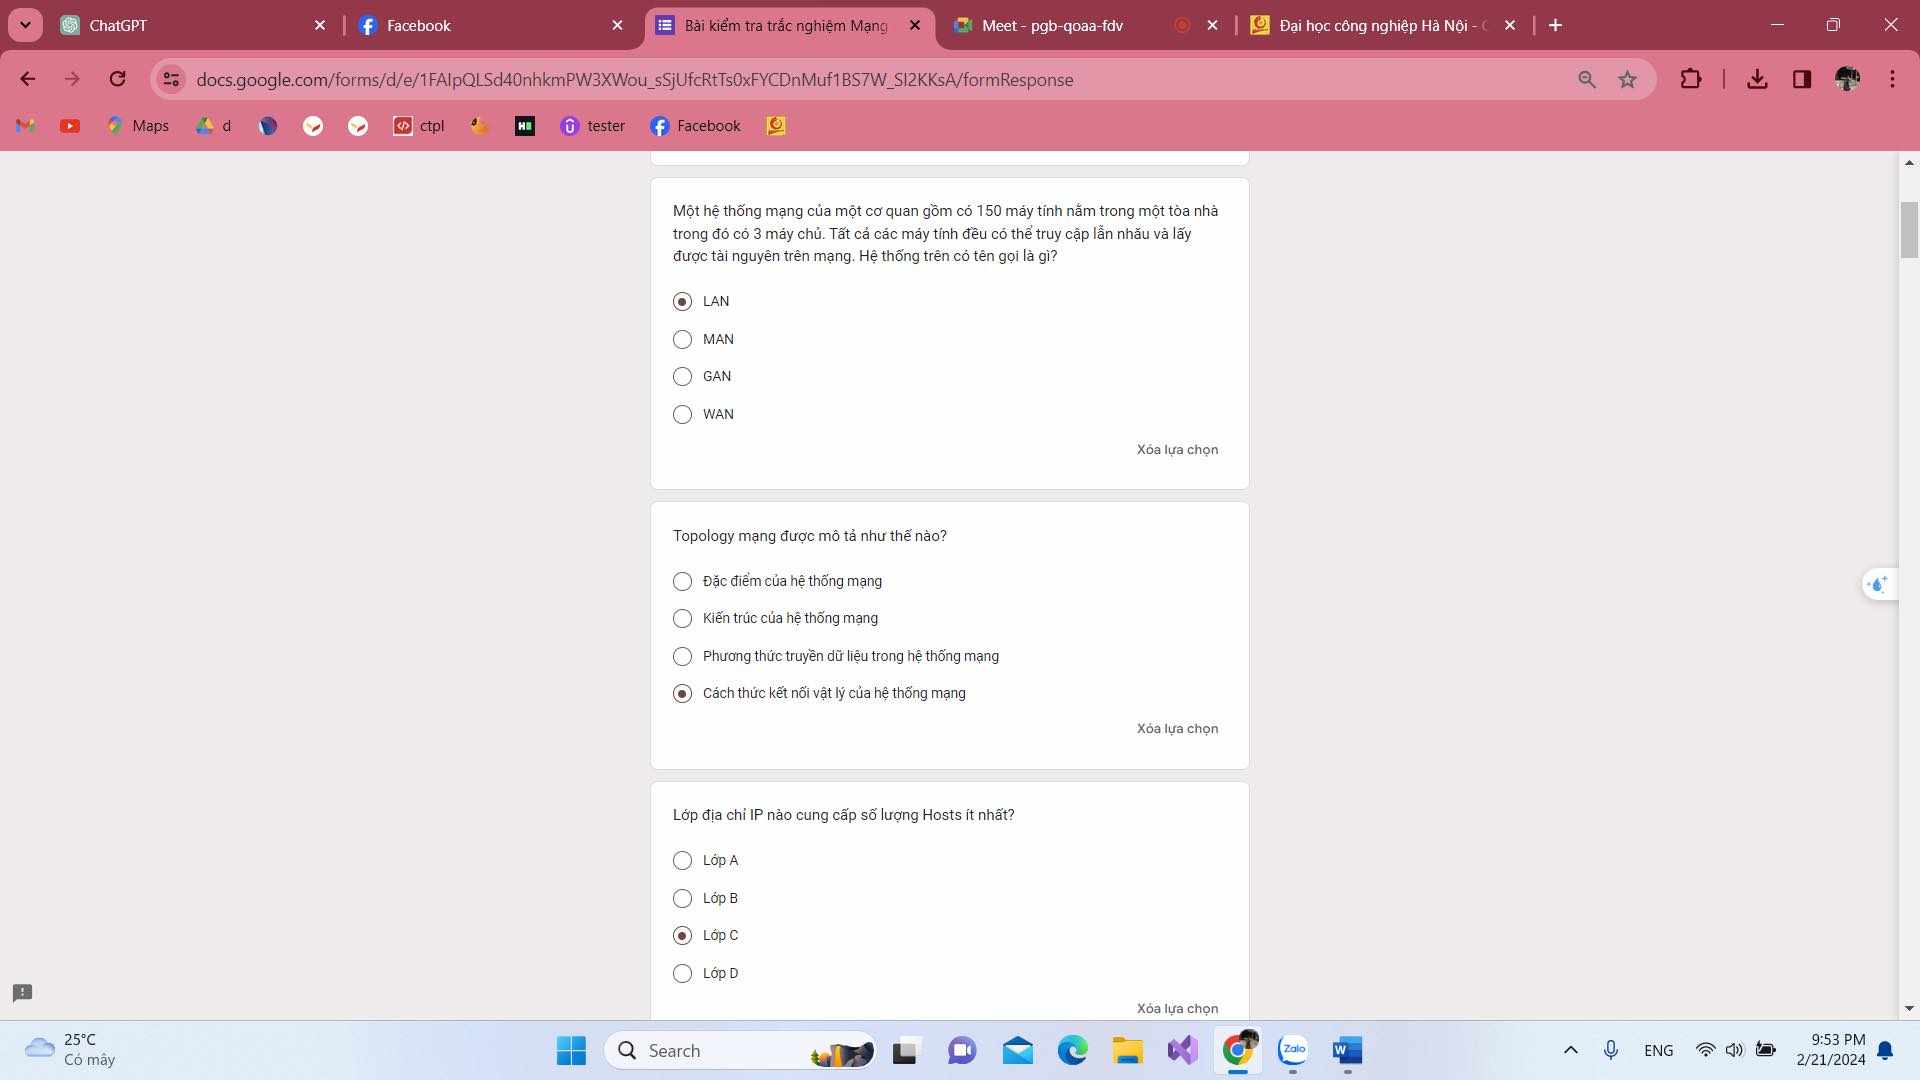 ChatGPT
Facebook
Bài kiểm tra trắc nghiệm Mạng
Meet - pgb-qoaa-fdv
Đại học công nghiệp Hà Nội -
docs.google.com/forms/d/e/1FAIpQLSd40nhkmPW3XWou_sSjUfcRtTs0xFYCDnMuf1BS7W_SI2KKsA/formResponse
Maps
d
ctpl
tester
Facebook
Một hệ thống mạng của một cơ quan gồm có 150 máy tính nằm trong một tòa nhà
trong đó có 3 máy chủ. Tất cả các máy tính đều có thể truy cập lẫn nhău và lấy
được tài nguyên trên mạng. Hệ thống trên có tên gọi là gì?
LAN
MAN
GAN
WAN
Xóa lựa chọn
Topology mạng được mô tả như thế nào?
Đặc điểm của hệ thống mạng
Kiến trúc của hệ thống mạng
Phương thức truyền dữ liệu trong hệ thống mạng
Cách thức kết nối vật lý của hệ thống mạng
Xóa lựa chọn
Lớp địa chỉ IP nào cung cấp số lượng Hosts ít nhất?
Lớp A
Lớp B
Lớp C
Lớp D
Xóa lựa chọn
25°C
Có mây
Search
Zalo
W
ENG
9:53 PM
2/21/2024